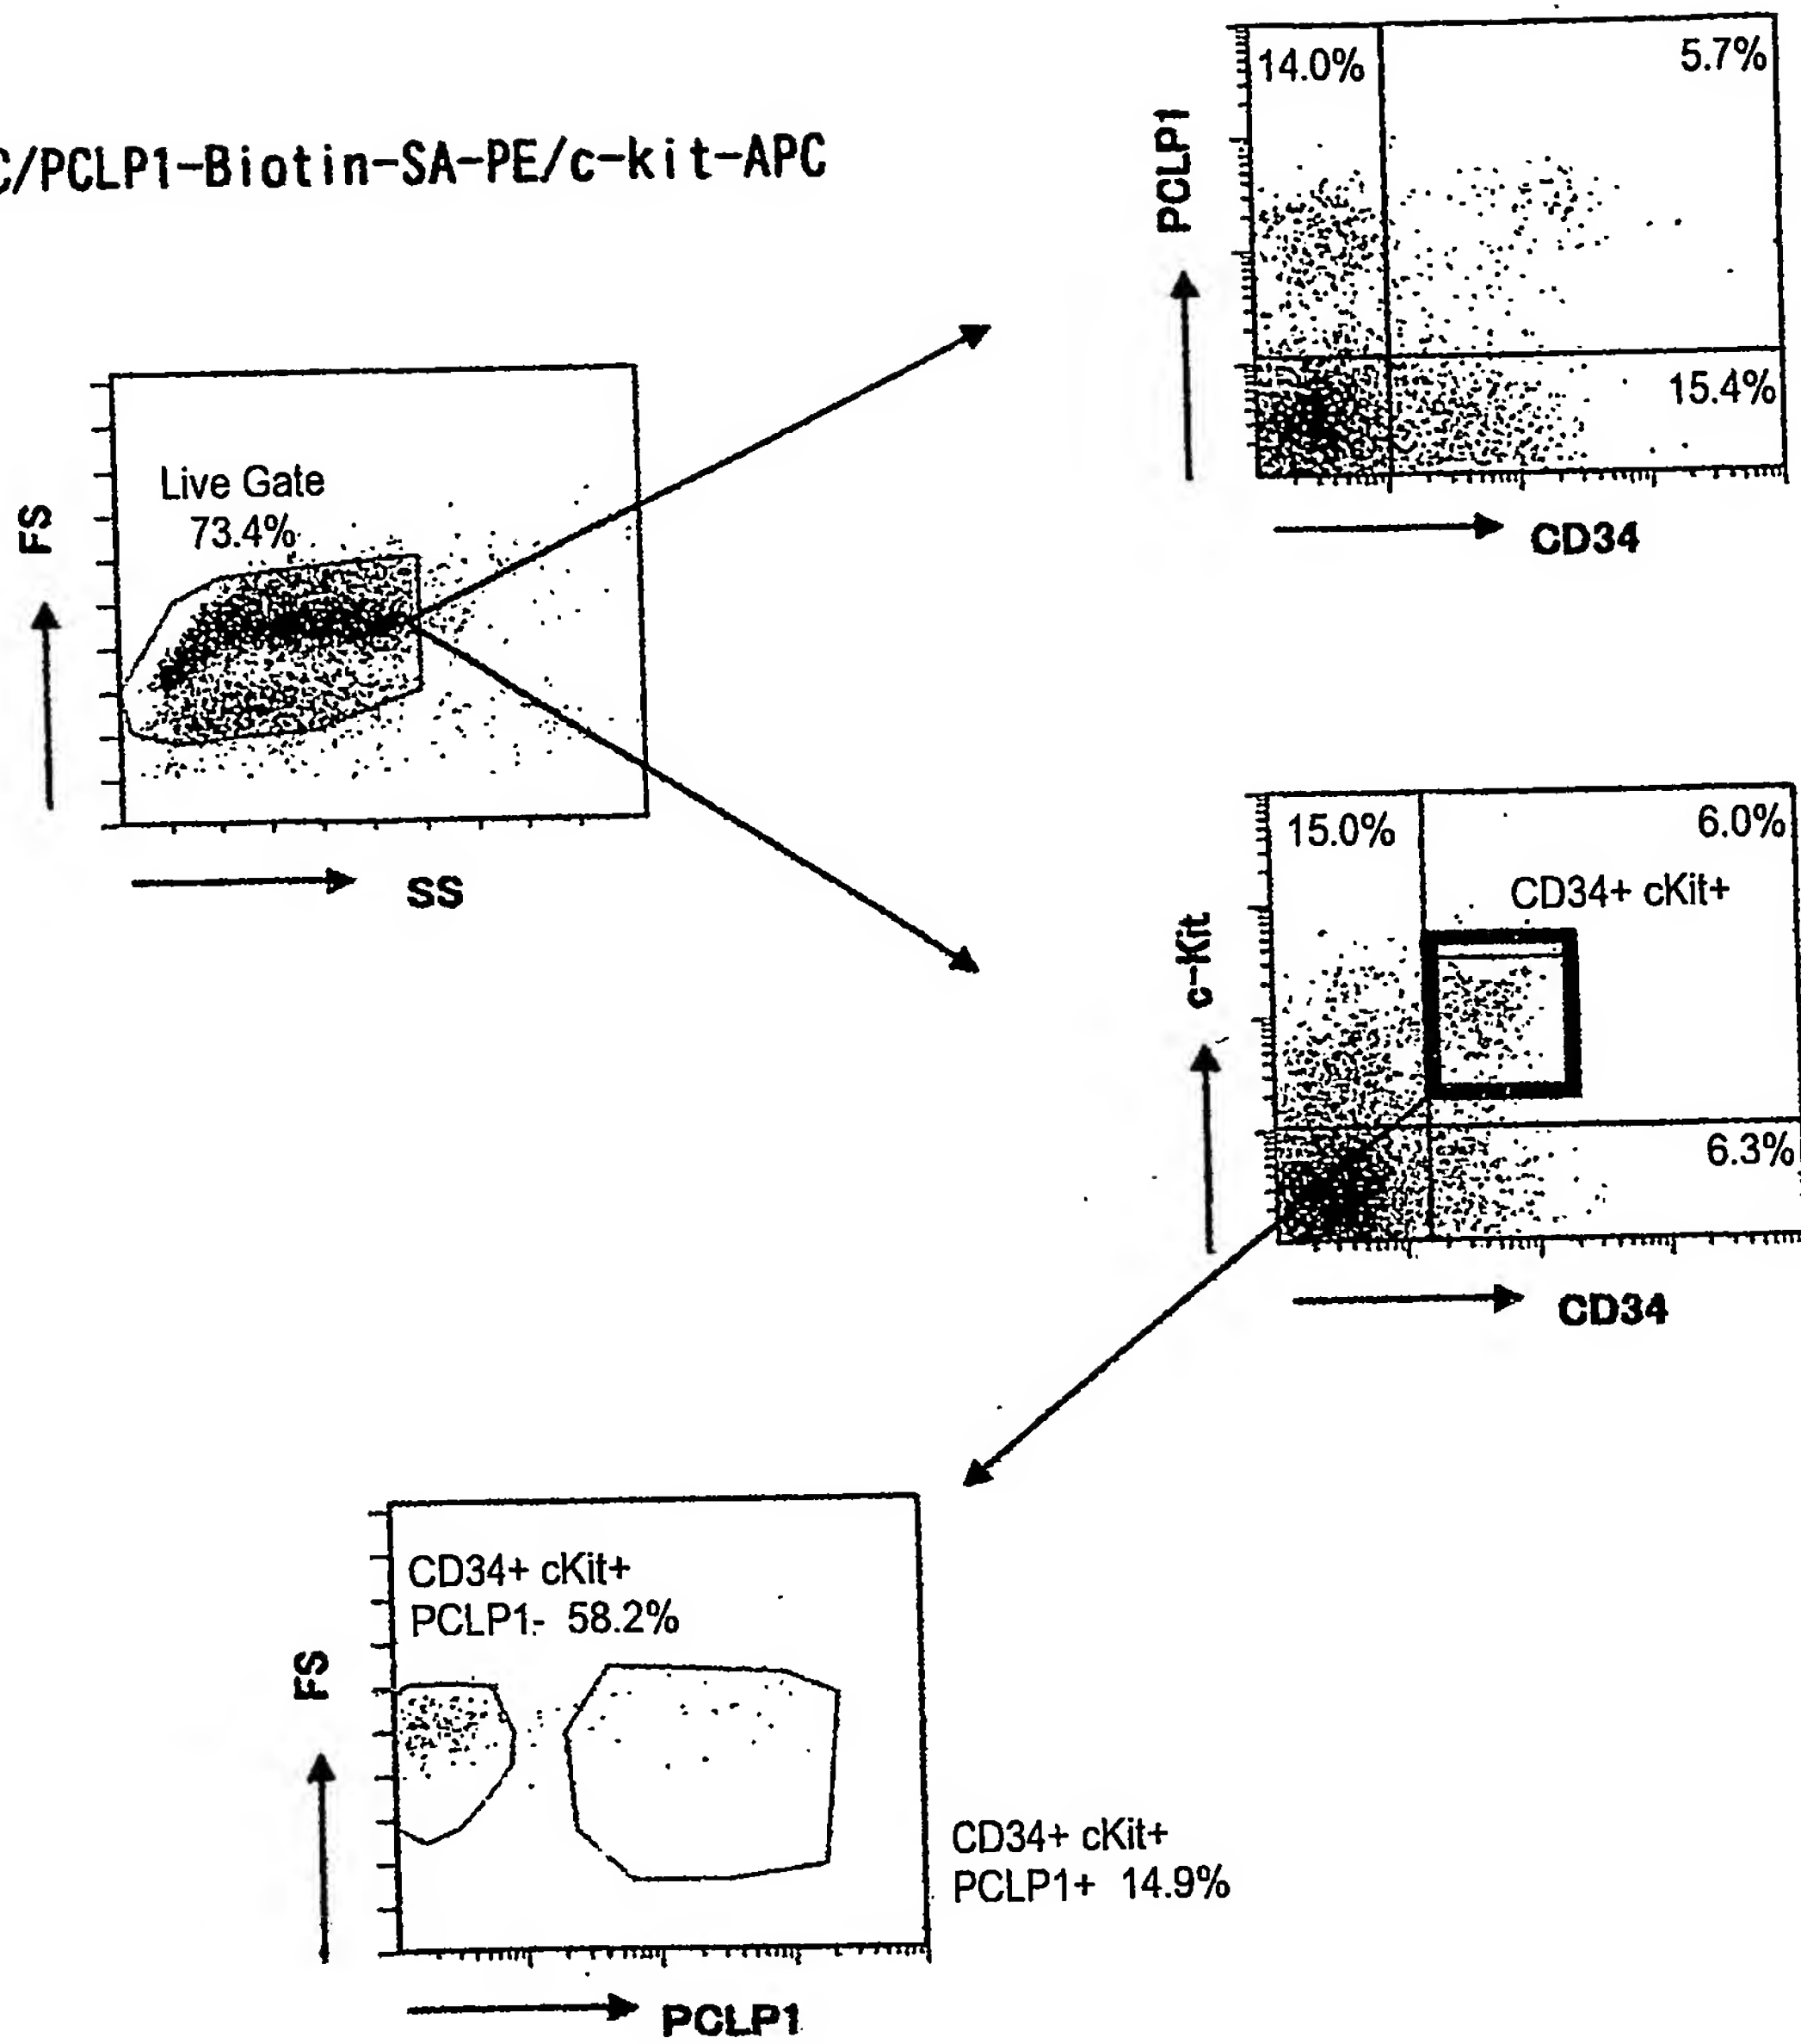 C/PCLP1-Biotin-SA-PE/c-kit-APC
14.0%
5.7%
PCLP1
15.4%
CD34
Live Gate
73.4%
FS
SS
15.0%
6.0%
CD34+ cKit+
c-Kit
6.3%
CD34
CD34+ cKit+
PCLP1- 58.2%
FS
CD34+ cKit+
PCLP1+ 14.9%
PCLP1